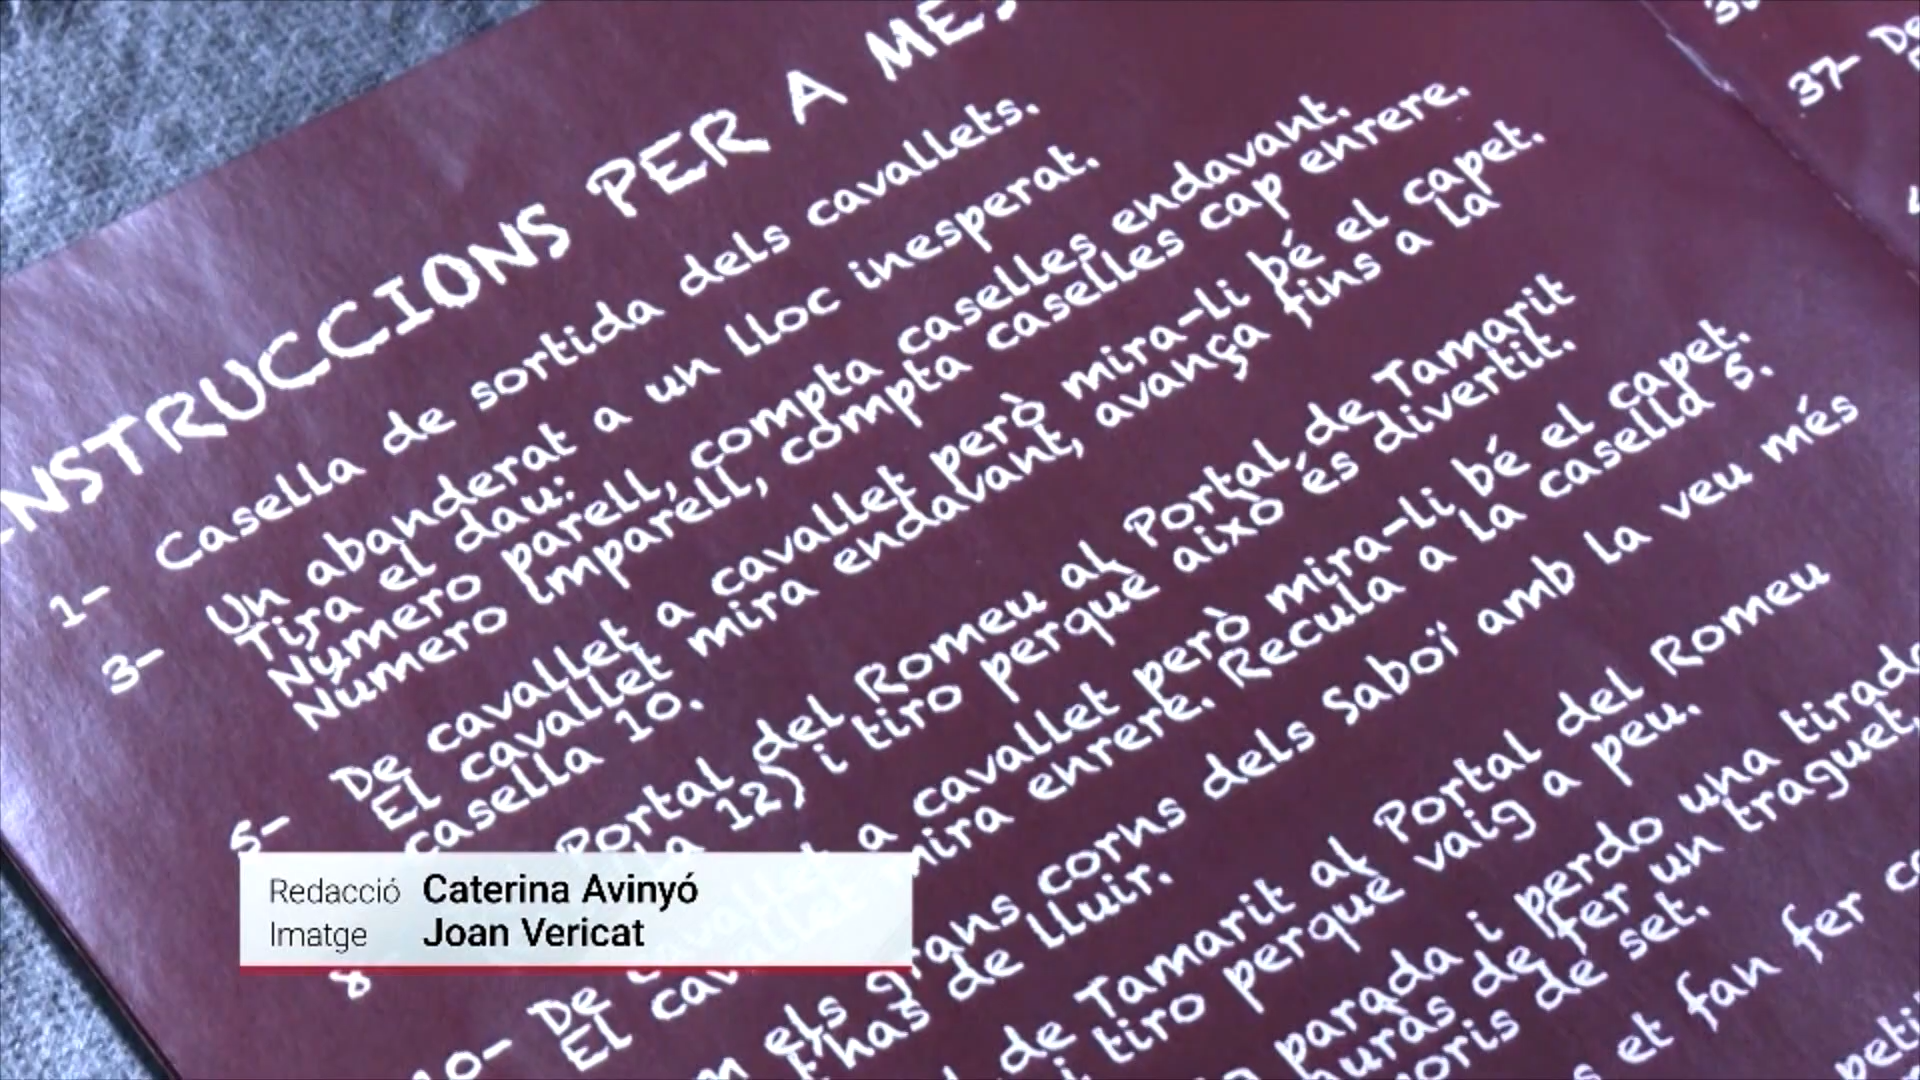 INSTRUCCIONS PER A
1- Casella de sortida dels cavallets.
3- Un abanderat a un lloc inesperat.
Tira el dau:
Número parell, compta caselles endavant.
Número imparell, compta caselles cap enrere.
5- De cavallet a cavallet però mira-li bé el capet.
El cavallet mira endavant, avança fins a la
casella 10.
8- Portal del Romeu al Portal de Tamarit
12) i tiro perquè això és divertit.
10- De cavallet a cavallet però mira-li bé el capet.
El cavallet mira enrere. Recula a la casella 5.
els grans corns dels Saboï amb la veu més
t'has de lluir.
de Tamarit al Portal del Romeu
i tiro perquè vaig a peu.
parada i perdo una
hauràs de fer un traguet,
de set.
et fan fer
37-
Redacció Caterina Avinyó
Imatge Joan Vericat